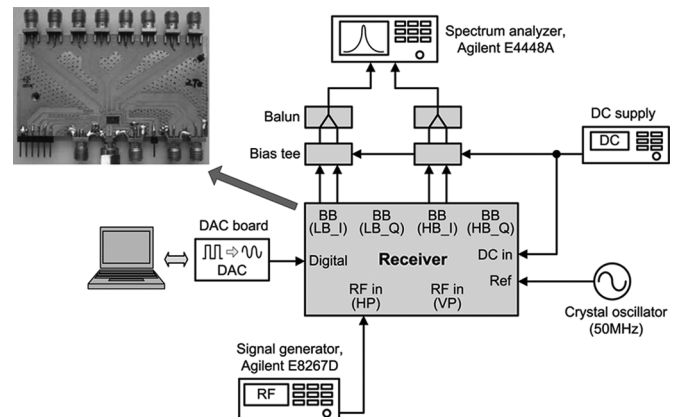 Spectrum analyzer,
Agilent E4448A
Balun
DC supply
DC
Bias tee
DAC board
DAC
BB
(LB_I)
BB
(LB_Q)
BB
(HB_I)
BB
(HB_Q)
Digital
Receiver
DC in
Ref
RF in
(HP)
RF in
(VP)
Crystal oscillator
(50MHz)
Signal generator,
Agilent E8267D
RF